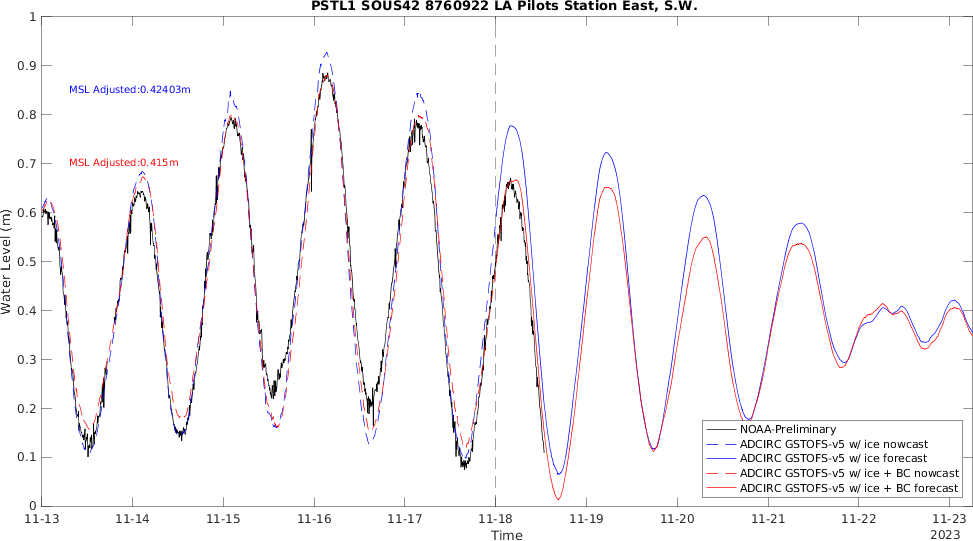 PSTL1 SOUS42 8760922 LA Pilots Station East, S.W.
1
0.9
0.8
0.7
0.6
0.5
0.4
0.3
0.2
0.1
0
Water Level (m)
MSL Adjusted:0.42403m
MSL Adjusted:0.415m
NOAA-Preliminary
ADCIRC GSTOFS-v5 w/ ice nowcast
ADCIRC GSTOFS-v5 w/ ice forecast
ADCIRC GSTOFS-v5 w/ ice + BC nowcast
ADCIRC GSTOFS-v5 w/ ice + BC forecast
11-13 11-14 11-15 11-16 11-17 11-18 11-19 11-20 11-21 11-22 11-23
2023
Time